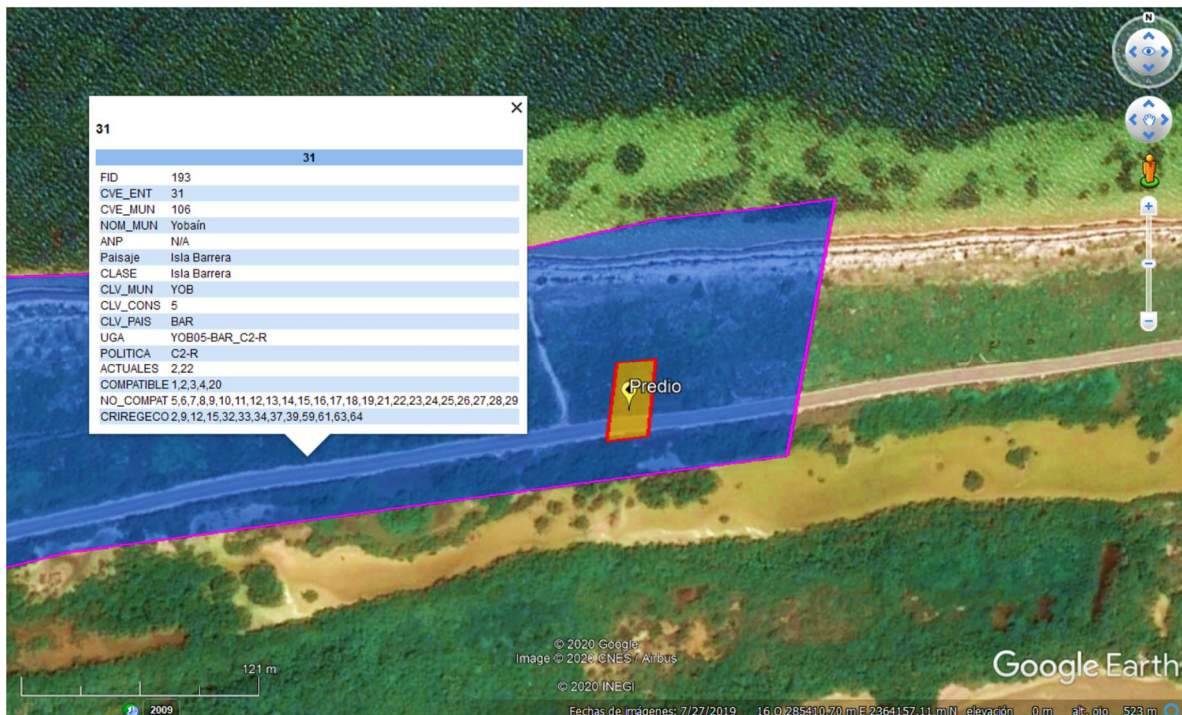 N
31
31
FID 193
CVE_ENT 31
CVE_MUN 106
NOM_MUN Yobaín
ANP N/A
Paisaje Isla Barrera
CLASE Isla Barrera
CLV_MUN YOB
CLV_CONS 5
CLV_PAIS BAR
UGA YOB05-BAR_C2-R
POLITICA C2-R
ACTUALES 2,22
COMPATIBLE 1,2,3,4,20
NO_COMPAT 5,6,7,8,9,10,11,12,13,14,15,16,17,18,19,21,22,23,24,25,26,27,28,29
CRIREGECO 2,9,12,15,32,33,34,37,39,59,61,63,64
Predio
© 2020 Google
Image © 2020 CNES / Airbus
© 2020 INEGI
121 m
Google Earth
2009
Fechas de imágenes: 7/27/2019 16 Q 285410.70 m E 2364157.11 m N elevación 0 m alt. ojo 523 m